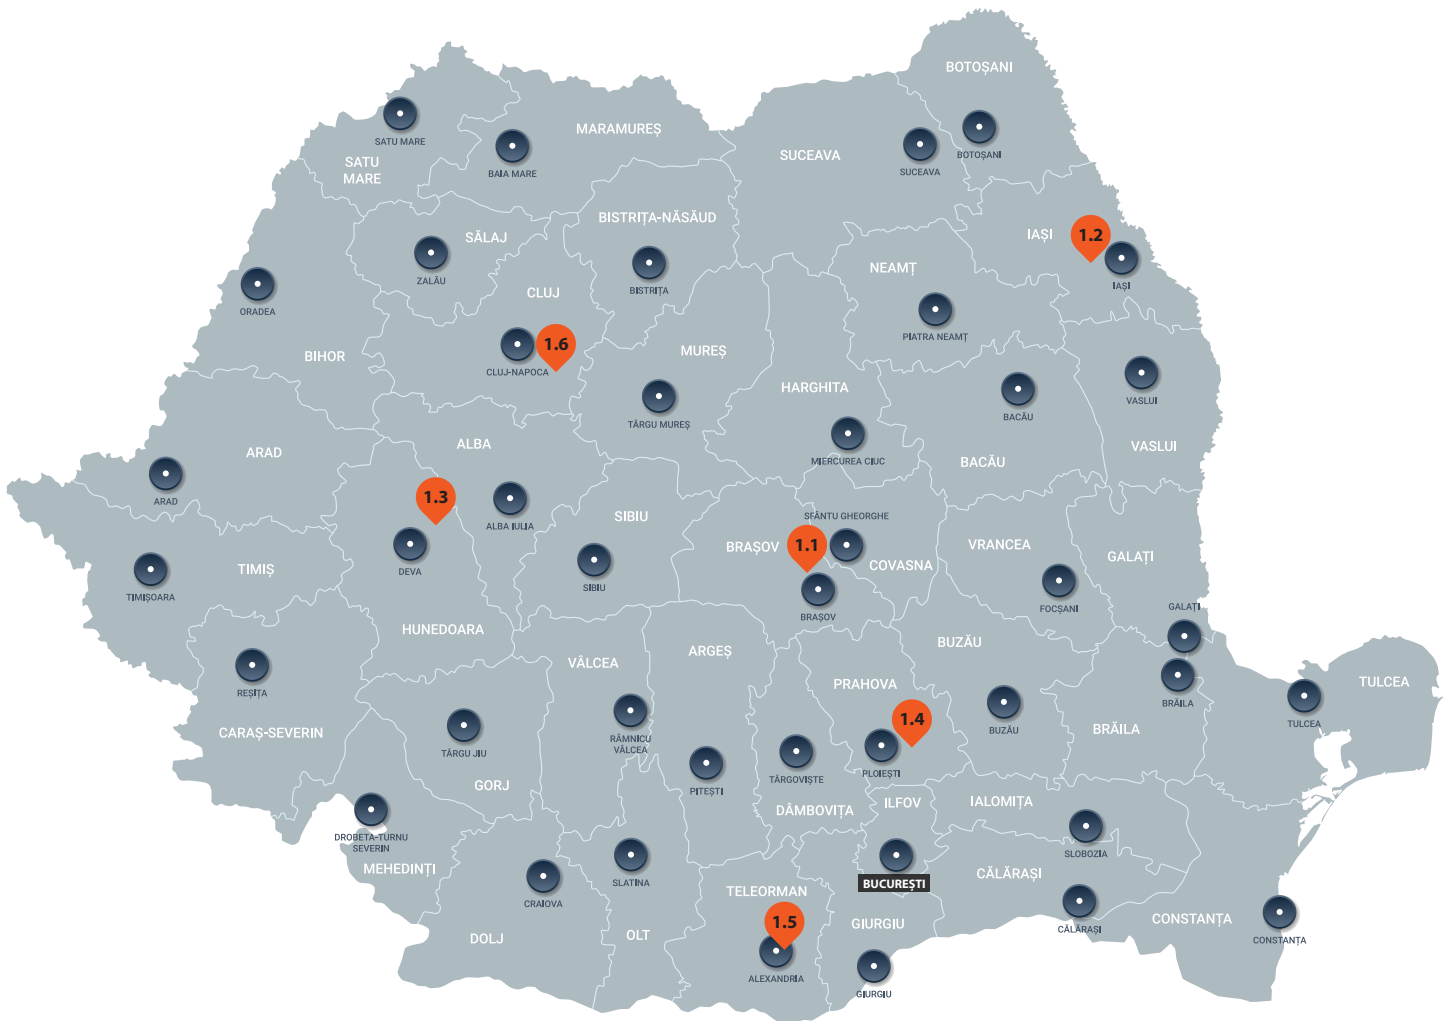 BOTOȘANI
BOTOȘANI
SATU MARE
SATU
MARE
MARAMUREȘ
BAIA MARE
SUCEAVA
SUCEAVA
BISTRIȚA-NĂSĂUD
BISTRIȚA
SĂLAJ
ZALĂU
IAȘI
1.2
IAȘI
NEAMȚ
PIATRA NEAMȚ
ORADEA
BIHOR
CLUJ
1.6
CLUJ-NAPOCA
MUREȘ
TÂRGU MUREȘ
HARGHITA
MIERCUREA CIUC
BACĂU
BACĂU
VASLUI
VASLUI
ARAD
ARAD
ALBA
ALBA IULIA
1.3
DEVA
HUNEDOARA
SIBIU
SIBIU
BRAȘOV
1.1
BRAȘOV
SFÂNTU GHEORGHE
COVASNA
VRANCEA
FOCȘANI
GALAȚI
GALAȚI
TIMIȘ
TIMIȘOARA
REȘIȚA
CARAȘ-SEVERIN
TÂRGU JIU
GORJ
VÂLCEA
RÂMNICU
VÂLCEA
ARGEȘ
PITEȘTI
PRAHOVA
1.4
PLOIEȘTI
TÂRGOVIȘTE
DÂMBOVIȚA
BUZĂU
BUZĂU
BRĂILA
BRĂILA
TULCEA
TULCEA
DROBETA-TURNU
SEVERIN
MEHEDINȚI
CRAIOVA
DOLJ
SLATINA
OLT
TELEORMAN
1.5
ALEXANDRIA
ILFOV
BUCUREȘTI
GIURGIU
GIURGIU
IALOMIȚA
SLOBOZIA
CĂLĂRAȘI
CĂLĂRAȘI
CONSTANȚA
CONSTANȚA